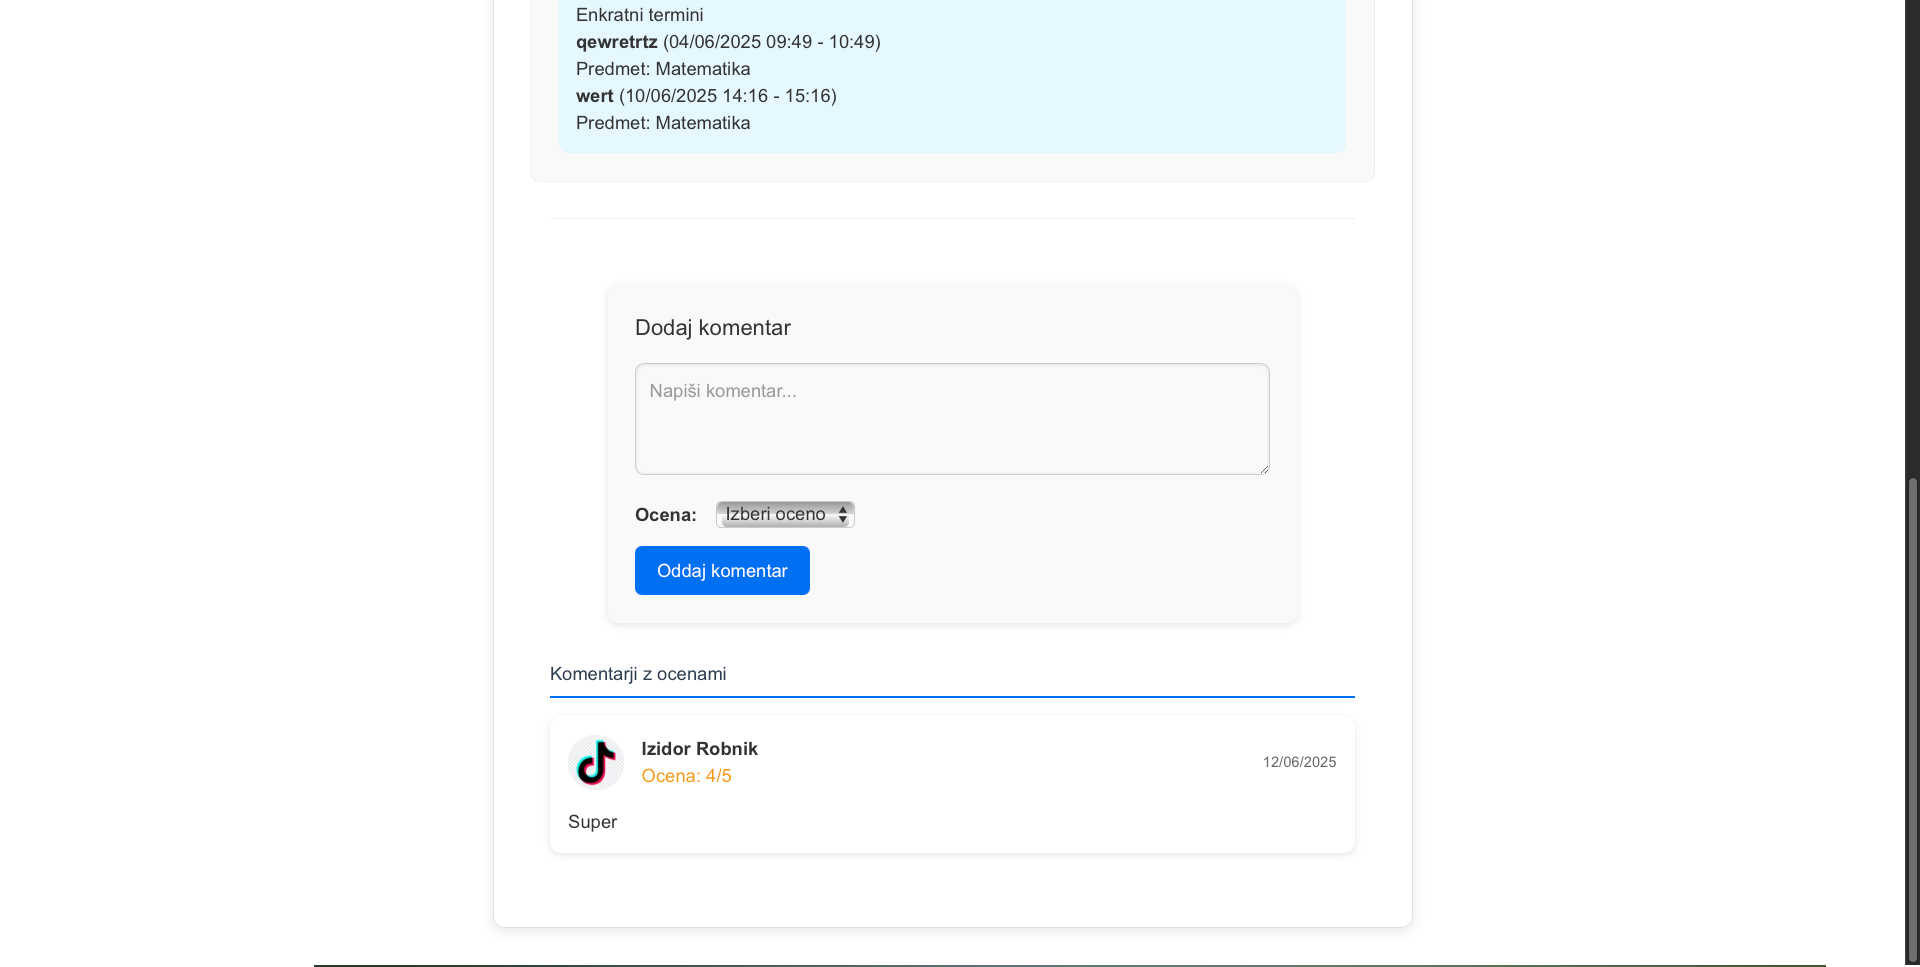 Enkratni termini
qewretrtz (04/06/2025 09:49 - 10:49)
Predmet: Matematika
wert (10/06/2025 14:16 - 15:16)
Predmet: Matematika
Dodaj komentar
Napiši komentar...
Ocena: Izberi oceno
Oddaj komentar
Komentarji z ocenami
Izidor Robnik
Ocena: 4/5
12/06/2025
Super